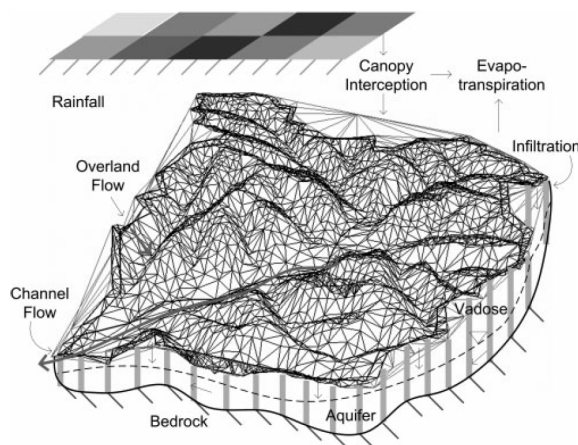 Canopy
Interception
Evapo-
transpiration
Rainfall
Infiltration
Overland
Flow
Channel
Flow
Vadose
Aquifer
Bedrock